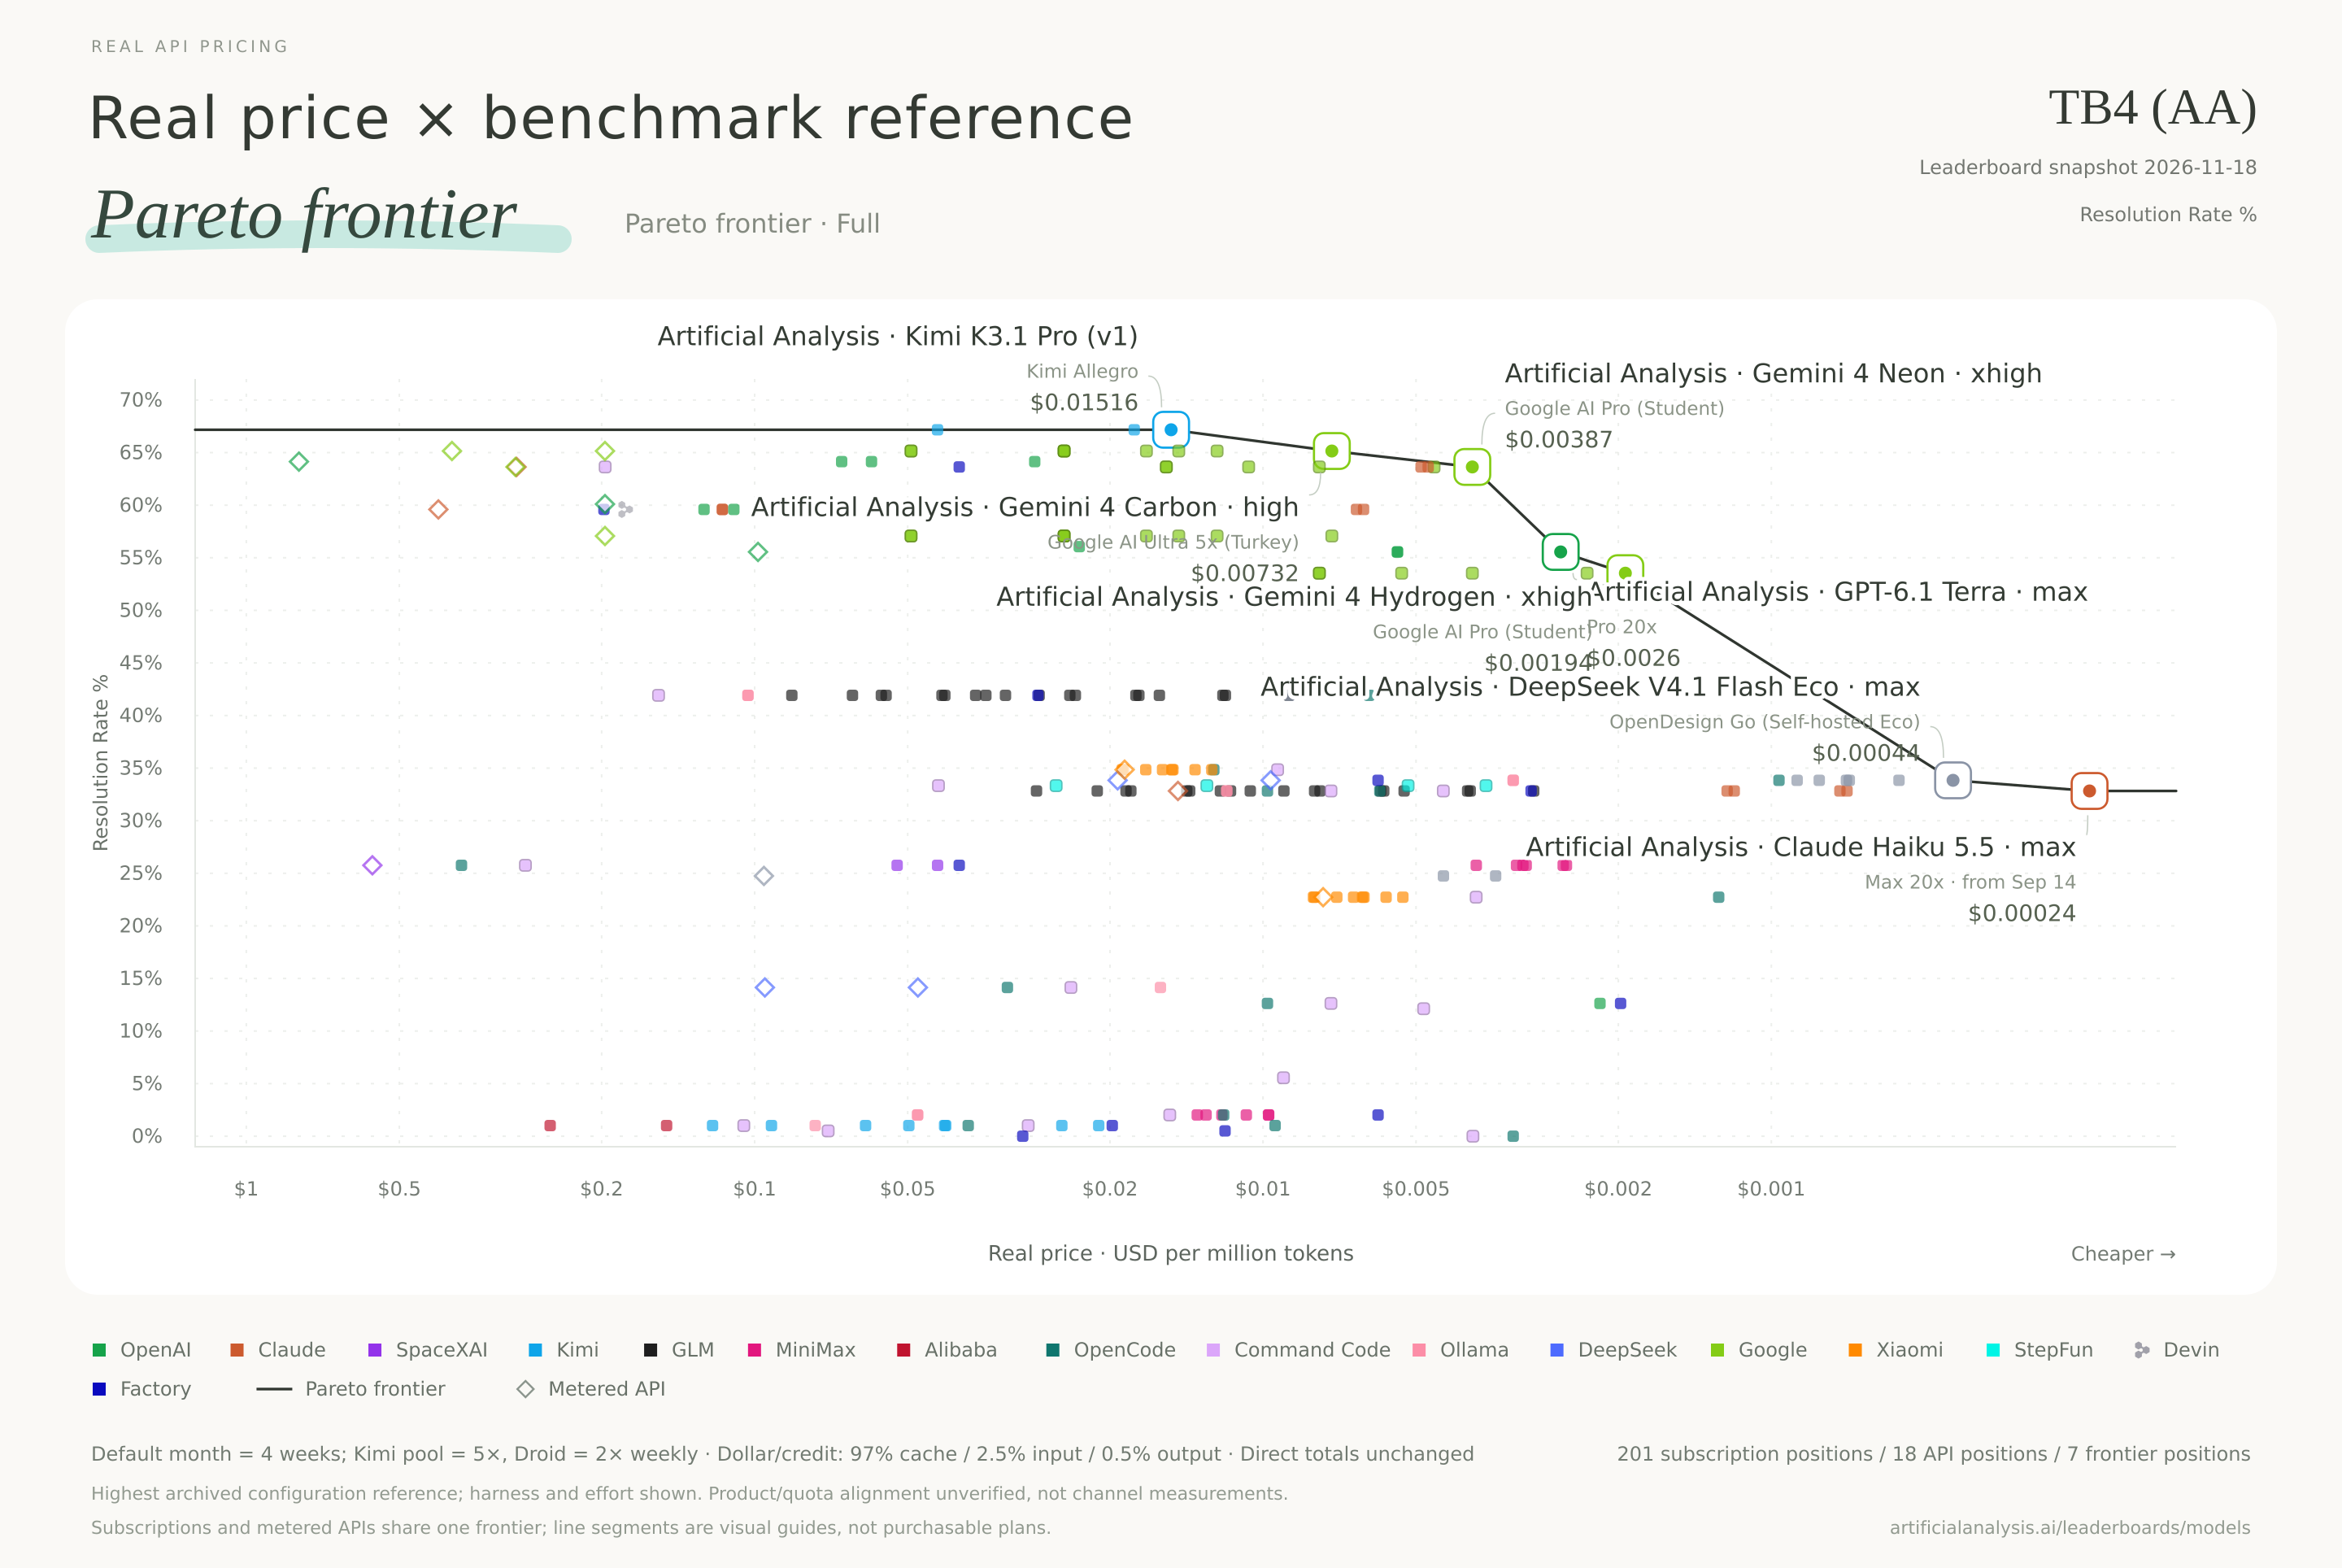 REAL API PRICING
Real price × benchmark reference
Pareto frontier
Pareto frontier · Full
TB4 (AA)
Leaderboard snapshot 2026-11-18
Resolution Rate %
Artificial Analysis · Kimi K3.1 Pro (v1)
Kimi Allegro
$0.01516
Artificial Analysis · Gemini 4 Neon · xhigh
Google AI Pro (Student)
$0.00387
Artificial Analysis · Gemini 4 Carbon · high
Google AI Ultra 5x (Turkey)
$0.00732
Artificial Analysis · Gemini 4 Hydrogen · xhigh
Google AI Pro (Student)
$0.00194
Artificial Analysis · GPT-6.1 Terra · max
Pro 20x
$0.0026
Artificial Analysis · DeepSeek V4.1 Flash Eco · max
OpenDesign Go (Self-hosted Eco)
$0.00044
Artificial Analysis · Claude Haiku 5.5 · max
Max 20x · from Sep 14
$0.00024
Resolution Rate %
70%
65%
60%
55%
50%
45%
40%
35%
30%
25%
20%
15%
10%
5%
0%
$1
$0.5
$0.2
$0.1
$0.05
$0.02
$0.01
$0.005
$0.002
$0.001
Real price · USD per million tokens
Cheaper →
OpenAI
Claude
SpaceXAI
Kimi
GLM
MiniMax
Alibaba
OpenCode
Command Code
Ollama
DeepSeek
Google
Xiaomi
StepFun
Devin
Factory
Pareto frontier
Metered API
Default month = 4 weeks; Kimi pool = 5×, Droid = 2× weekly · Dollar/credit: 97% cache / 2.5% input / 0.5% output · Direct totals unchanged
201 subscription positions / 18 API positions / 7 frontier positions
Highest archived configuration reference; harness and effort shown. Product/quota alignment unverified, not channel measurements.
Subscriptions and metered APIs share one frontier; line segments are visual guides, not purchasable plans.
artificialanalysis.ai/leaderboards/models